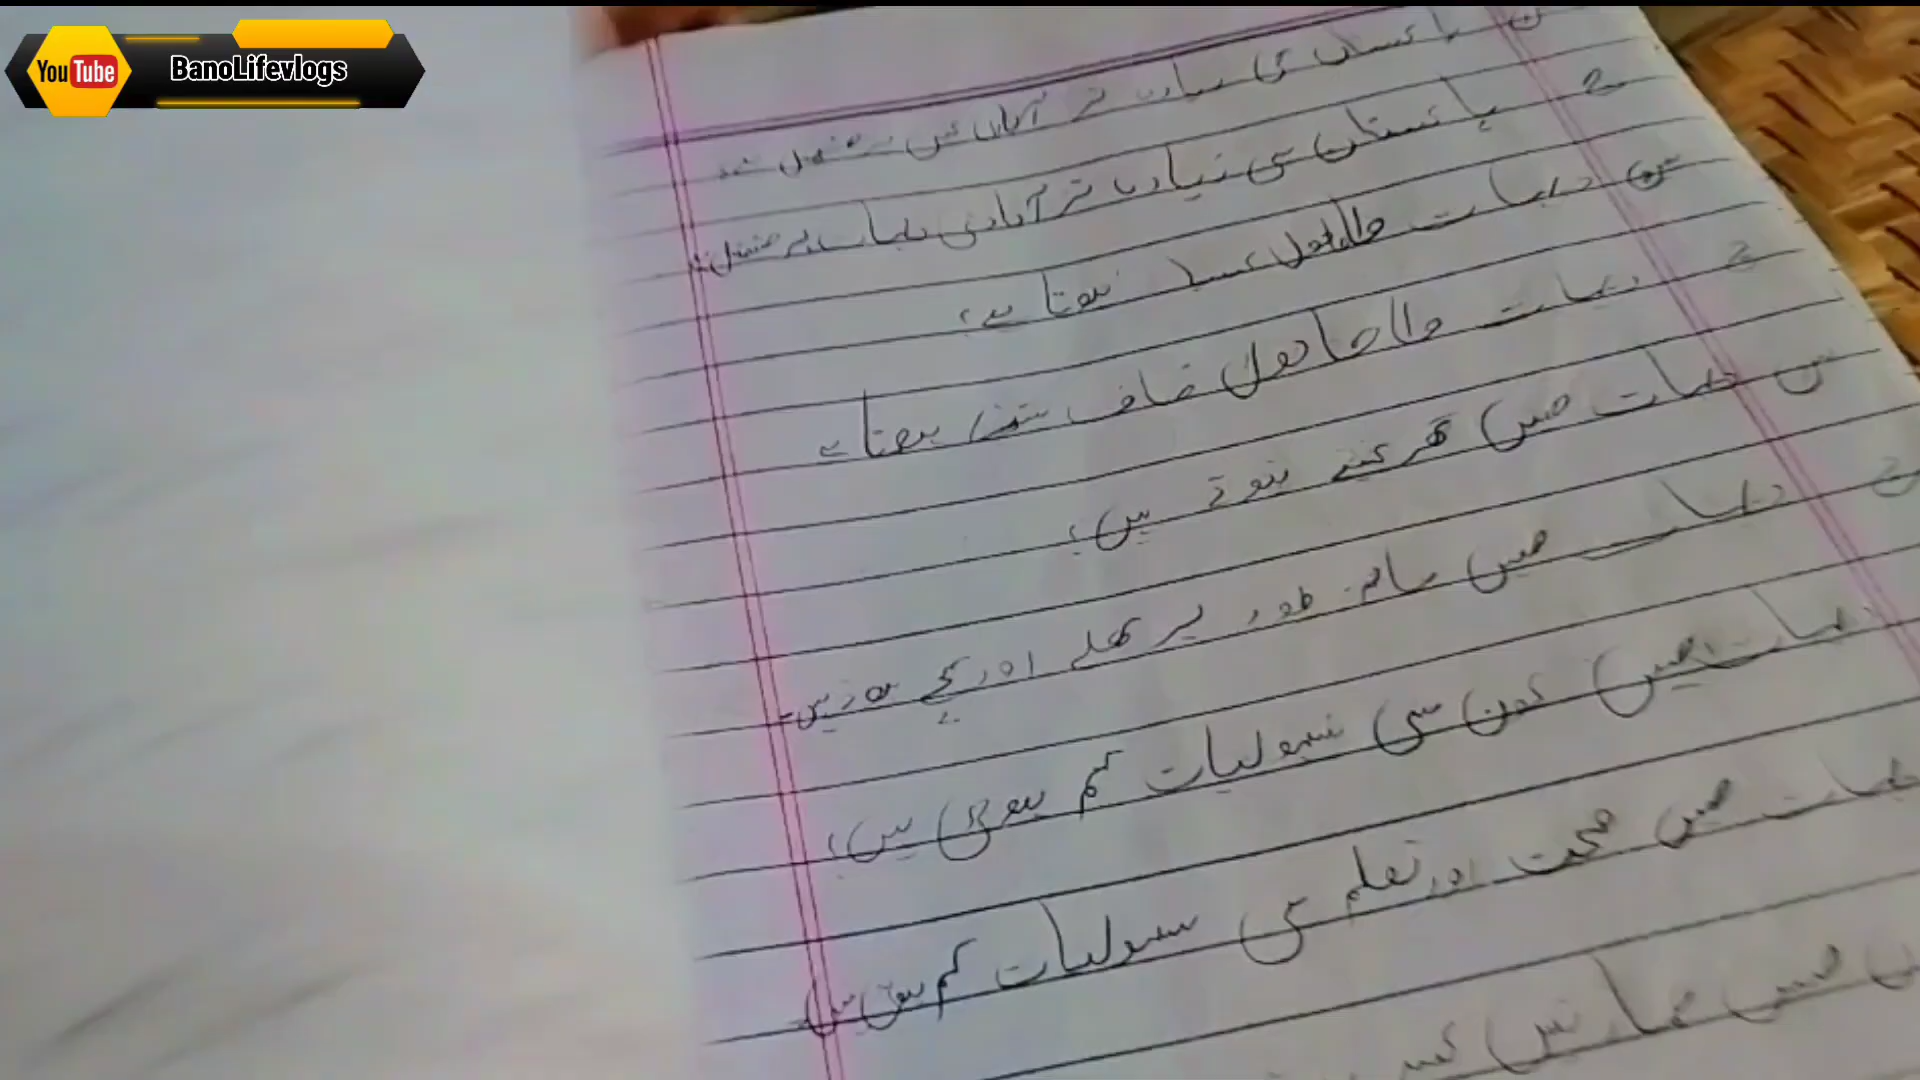 YouTube BanoLifevlogs
س پاکستان کی زیادہ تر آبادی کس پر مشتمل ہے
ج پاکستان کی زیادہ تر آبادی دیہات پر مشتمل
س دیہات کا ماحول کیسا ہوتا ہے؟
ج دیہات کا ماحول صاف ستھرا ہوتا ہے
س دیہات میں گھر کیسے ہوتے ہیں؟
ج دیہات میں عام طور پر کھلے اور کچے ہوتے ہیں۔
دیہات میں کون سی سہولیات کم ہوتی ہیں؟
دیہات میں صحت اور تعلم کی سہولیات کم ہوتی ہیں
میں